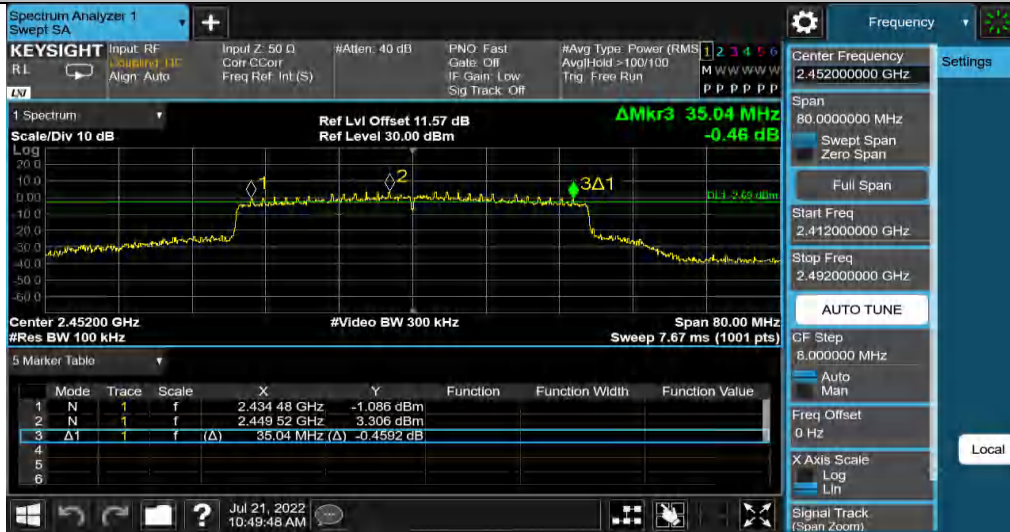 Spectrum Analyzer 1
Swept SA
+
Frequency
KEYSIGHT
RL
LXI
Input: RF
Coupling: DC
Align: Auto
Input Z: 50 Ω
Corr CCorr
Freq Ref: Int (S)
#Atten: 40 dB
PNO: Fast
Gate: Off
IF Gain: Low
Sig Track: Off
#Avg Type: Power (RMS
Avg|Hold:>100/100
Trig: Free Run
1 2 3 4 5 6
M W W W W W
P P P P P P
1 Spectrum
Scale/Div 10 dB
Ref Lvl Offset 11.57 dB
Ref Level 30.00 dBm
ΔMkr3 35.04 MHz
-0.46 dB
Log
20.0
10.0
0.00
-10.0
-20.0
-30.0
-40.0
-50.0
-60.0
1
2
3Δ1
DL1 -2.69 dBm
Center 2.45200 GHz
#Video BW 300 kHz
Span 80.00 MHz
#Res BW 100 kHz
Sweep 7.67 ms (1001 pts)
5 Marker Table
Mode Trace Scale X Y Function Function Width Function Value
1 N 1 f 2.434 48 GHz -1.086 dBm
2 N 1 f 2.449 52 GHz 3.306 dBm
3 Δ1 1 f (Δ) 35.04 MHz (Δ) -0.4592 dB
4
5
6
?
Jul 21, 2022
10:49:48 AM
Center Frequency
2.452000000 GHz
Settings
Span
80.0000000 MHz
Swept Span
Zero Span
Full Span
Start Freq
2.412000000 GHz
Stop Freq
2.492000000 GHz
AUTO TUNE
CF Step
8.000000 MHz
Auto
Man
Freq Offset
0 Hz
X Axis Scale
Log
Lin
Local
Signal Track
(Span Zoom)